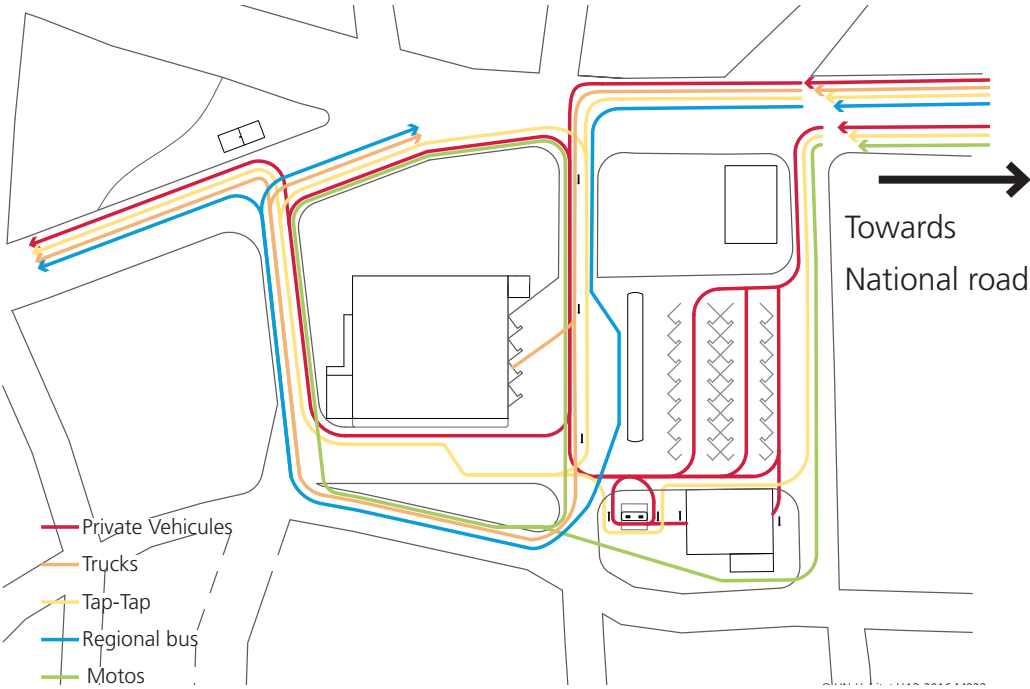 Towards
National road
Private Vehicules
Trucks
Tap-Tap
Regional bus
Motos